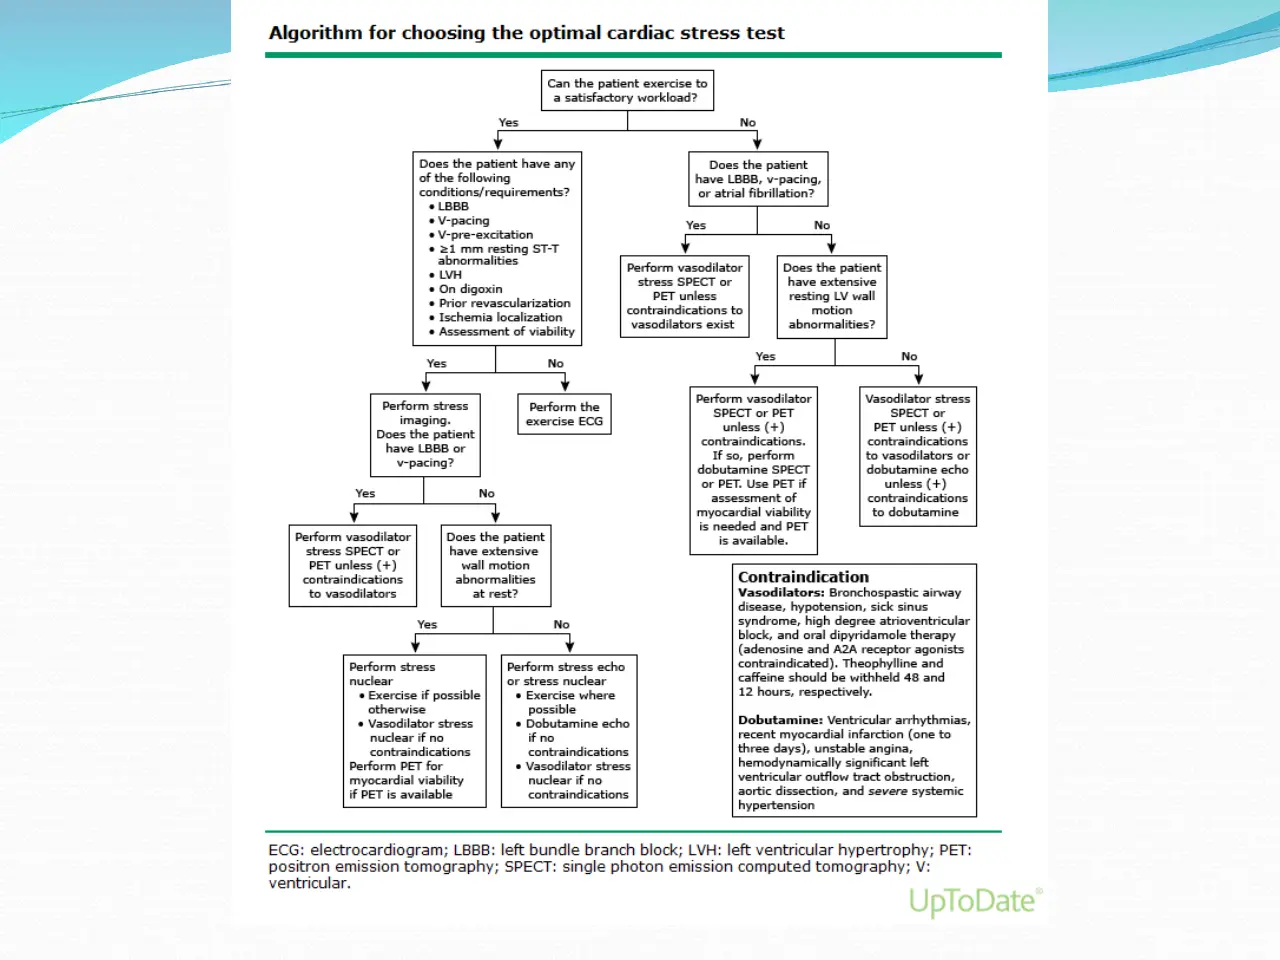 Algorithm for choosing the optimal cardiac stress test
Can the patient exercise to
a satisfactory workload?
Yes
No
Does the patient have any
of the following
conditions/requirements?
• LBBB
• V-pacing
• V-pre-excitation
• ≥1 mm resting ST-T
abnormalities
• LVH
• On digoxin
• Prior revascularization
• Ischemia localization
• Assessment of viability
Does the patient
have LBBB, v-pacing,
or atrial fibrillation?
Yes
No
Perform vasodilator
stress SPECT or
PET unless
contraindications to
vasodilators exist
Does the patient
have extensive
resting LV wall
motion
abnormalities?
Yes
No
Yes
No
Perform stress
imaging.
Does the patient
have LBBB or
v-pacing?
Perform the
exercise ECG
Perform vasodilator
SPECT or PET
unless (+)
contraindications.
If so, perform
dobutamine SPECT
or PET. Use PET if
assessment of
myocardial viability
is needed and PET
is available.
Vasodilator stress
SPECT or
PET unless (+)
contraindications
to vasodilators or
dobutamine echo
unless (+)
contraindications
to dobutamine
Yes
No
Perform vasodilator
stress SPECT or
PET unless (+)
contraindications
to vasodilators
Does the patient
have extensive
wall motion
abnormalities
at rest?
Yes
No
Perform stress
nuclear
• Exercise if possible
otherwise
• Vasodilator stress
nuclear if no
contraindications
Perform PET for
myocardial viability
if PET is available
Perform stress echo
or stress nuclear
• Exercise where
possible
• Dobutamine echo
if no
contraindications
• Vasodilator stress
nuclear if no
contraindications
Contraindication
Vasodilators: Bronchospastic airway
disease, hypotension, sick sinus
syndrome, high degree atrioventricular
block, and oral dipyridamole therapy
(adenosine and A2A receptor agonists
contraindicated). Theophylline and
caffeine should be withheld 48 and
12 hours, respectively.
Dobutamine: Ventricular arrhythmias,
recent myocardial infarction (one to
three days), unstable angina,
hemodynamically significant left
ventricular outflow tract obstruction,
aortic dissection, and severe systemic
hypertension
ECG: electrocardiogram; LBBB: left bundle branch block; LVH: left ventricular hypertrophy; PET:
positron emission tomography; SPECT: single photon emission computed tomography; V:
ventricular.
UpToDate®